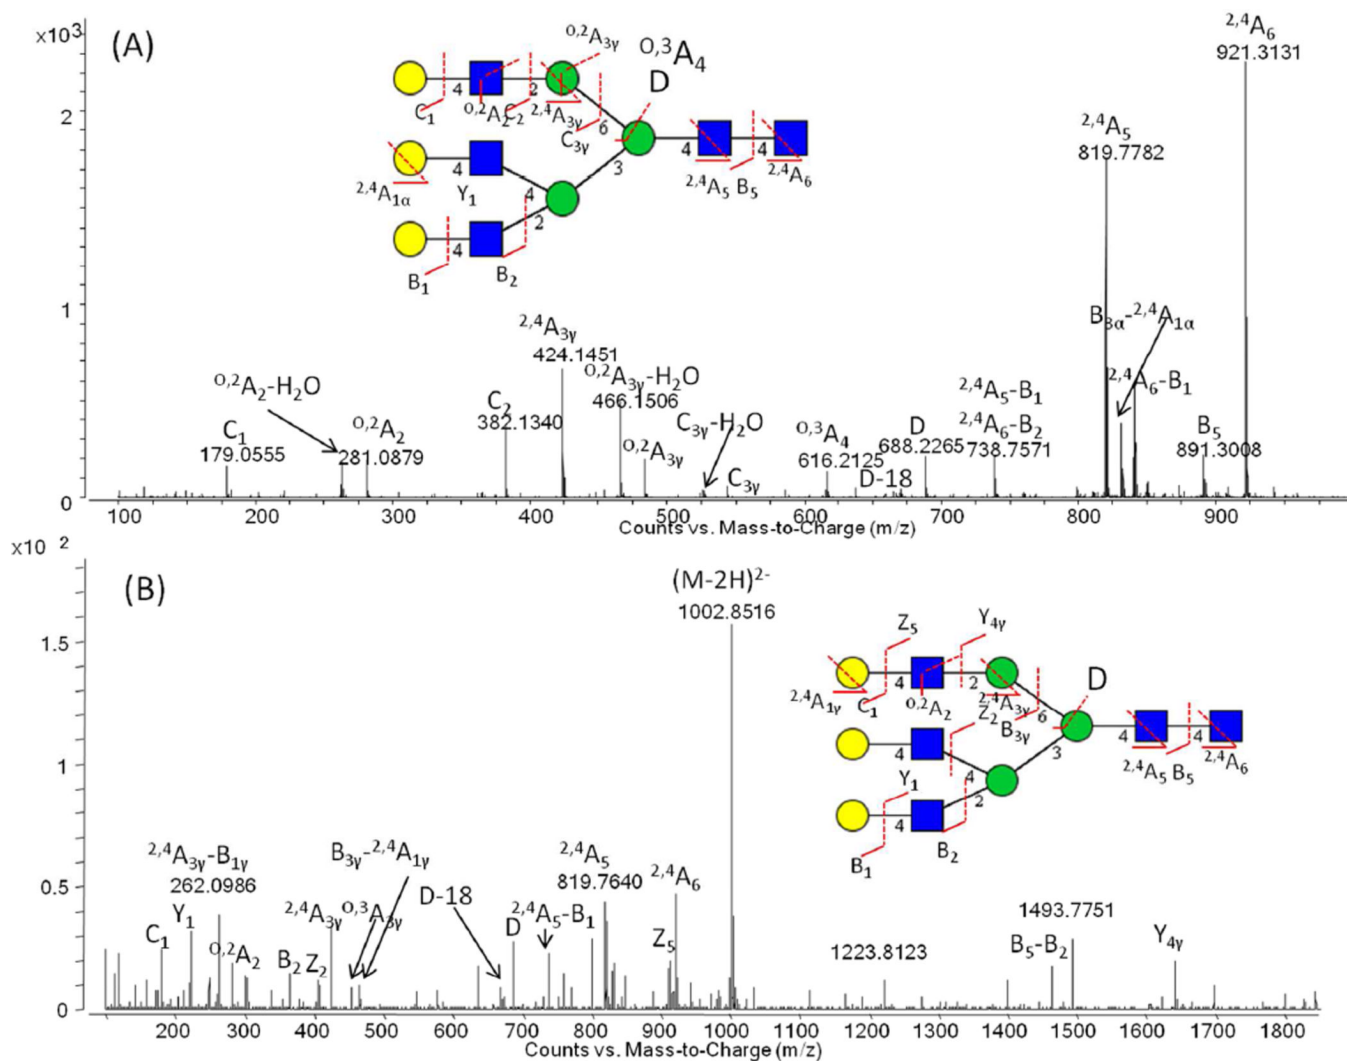 (A)
x10³
2
1
0
0,2A3γ
0,3A4
D
4
2
C1
0,2A2
C2
2,4A3γ
C3γ
6
4
2,4A1α
Y1
4
3
4
2,4A5
B5
4
2,4A6
4
2
B1
B2
2,4A6
921.3131
2,4A5
819.7782
B3α-2,4A1α
2,4A6-B1
2,4A3γ
424.1451
0,2A3γ-H2O
466.1506
2,4A5-B1
2,4A6-B2
738.7571
0,2A2-H2O
C1
179.0555
0,2A2
281.0879
C2
382.1340
0,2A3γ
C3γ-H2O
C3γ
0,3A4
616.2125
D
688.2265
D-18
B5
891.3008
100 200 300 400 500 600 700 800 900
Counts vs. Mass-to-Charge (m/z)
x10 2
(B)
1.5
1
0.5
0
(M-2H)2-
1002.8516
Z5
Y4γ
D
4
2
2,4A1γ
C1
0,2A2
2,4A3γ
6
Z2
B3γ
4
4
3
4
2,4A5
B5
4
2,4A6
Y1
4
2
B1
B2
2,4A3γ-B1γ
262.0986
B3γ-2,4A1γ
2,4A5
819.7640
2,4A6
C1
Y1
0,2A2
B2
Z2
2,4A3γ
0,3A3γ
D-18
D
2,4A5-B1
Z5
1223.8123
1493.7751
B5-B2
Y4γ
200 300 400 500 600 700 800 900 1000 1100 1200 1300 1400 1500 1600 1700 1800
Counts vs. Mass-to-Charge (m/z)